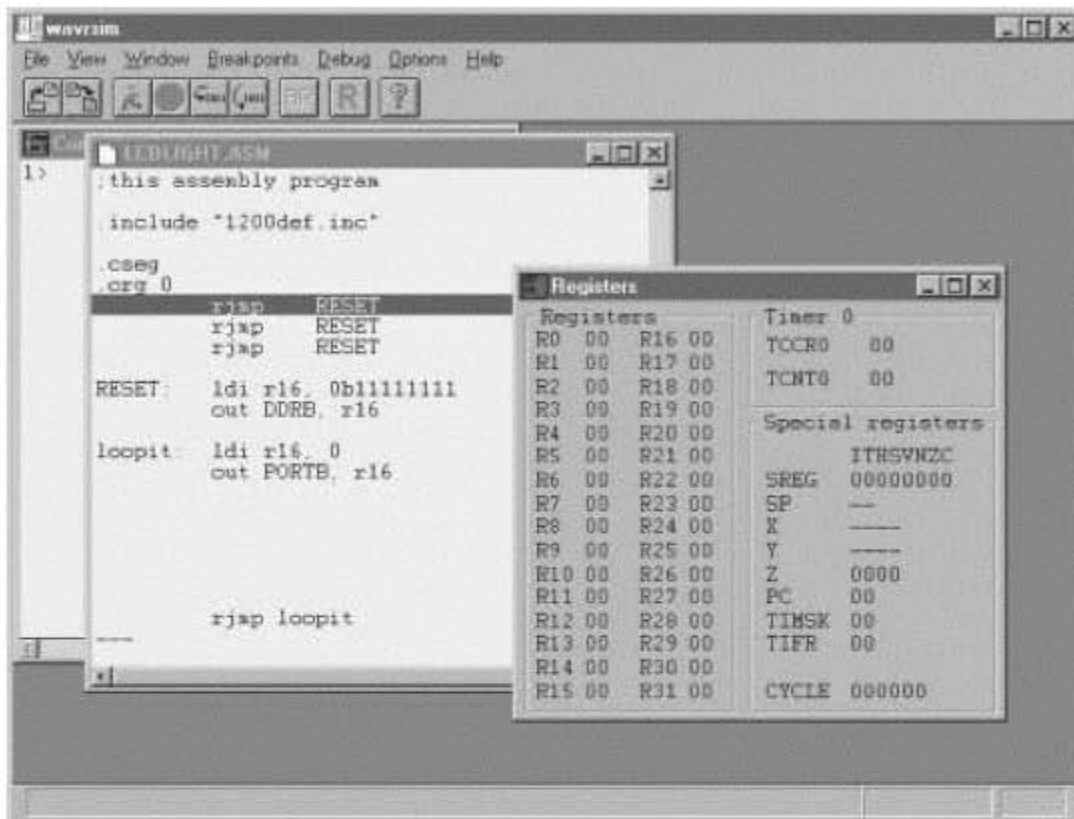 wavrsim
File View Window Breakpoints Debug Options Help
R ?
1>
LEDLIGHT.ASM
;this assembly program
.include "1200def.inc"
.cseg
.org 0
rjmp RESET
rjmp RESET
rjmp RESET
RESET: ldi r16, 0b11111111
out DDRB, r16
loopit: ldi r16, 0
out PORTB, r16
rjmp loopit
Registers
Registers
R0 00 R16 00
R1 00 R17 00
R2 00 R18 00
R3 00 R19 00
R4 00 R20 00
R5 00 R21 00
R6 00 R22 00
R7 00 R23 00
R8 00 R24 00
R9 00 R25 00
R10 00 R26 00
R11 00 R27 00
R12 00 R28 00
R13 00 R29 00
R14 00 R30 00
R15 00 R31 00
Timer 0
TCCR0 00
TCNT0 00
Special registers
ITHSVNZC
SREG 00000000
SP --
X ----
Y ----
Z 0000
PC 00
TIMSK 00
TIFR 00
CYCLE 000000